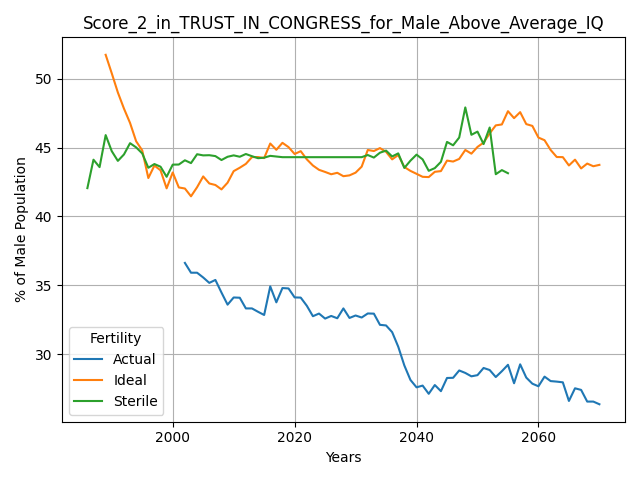 Score_2_in_TRUST_IN_CONGRESS_for_Male_Above_Average_IQ
% of Male Population
50
45
40
35
30
Fertility
Actual
Ideal
Sterile
2000
2020
2040
2060
Years